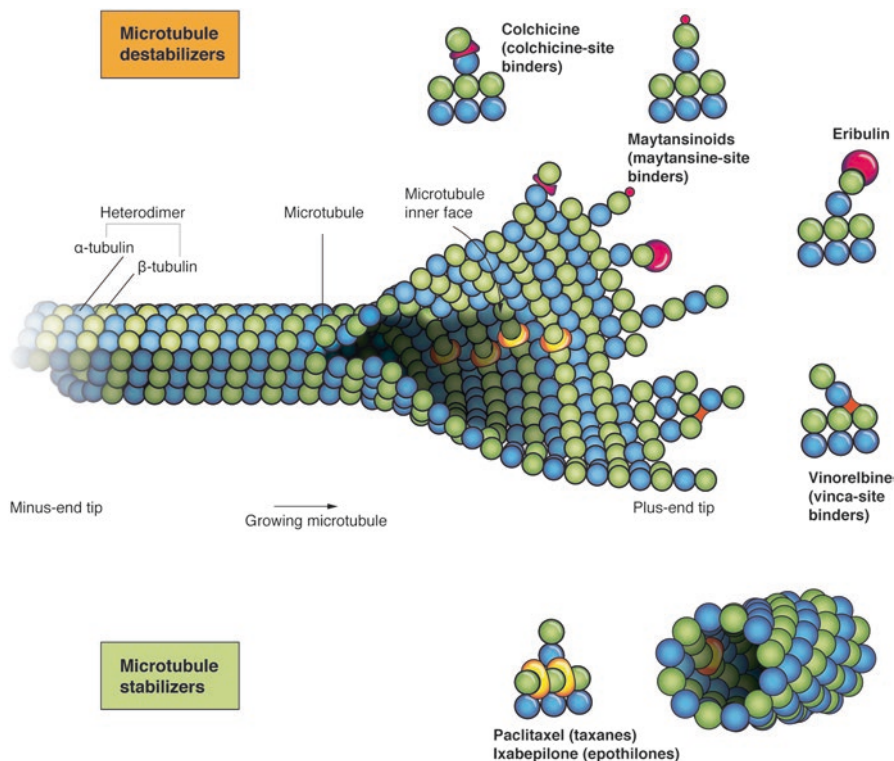 Microtubule
destabilizers
Colchicine
(colchicine-site
binders)
Maytansinoids
(maytansine-site
binders)
Eribulin
Heterodimer
α-tubulin
β-tubulin
Microtubule
Microtubule
inner face
Vinorelbine
(vinca-site
binders)
Minus-end tip
Growing microtubule
Plus-end tip
Microtubule
stabilizers
Paclitaxel (taxanes)
Ixabepilone (epothilones)